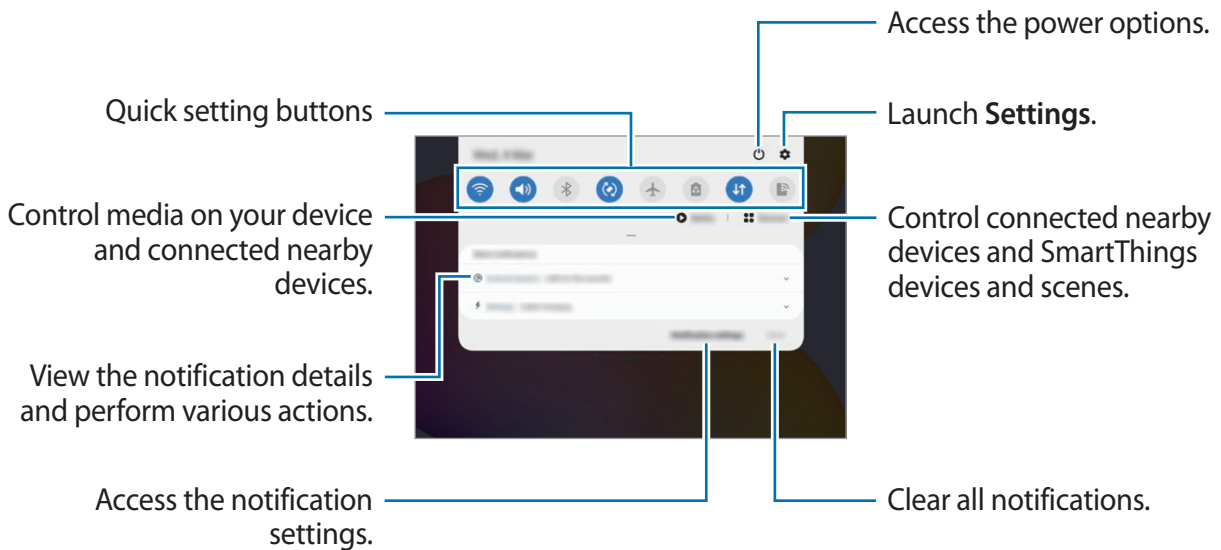 Access the power options.
Quick setting buttons
Launch Settings.
Control media on your device
and connected nearby
devices.
Control connected nearby
devices and SmartThings
devices and scenes.
View the notification details
and perform various actions.
Access the notification
settings.
Clear all notifications.